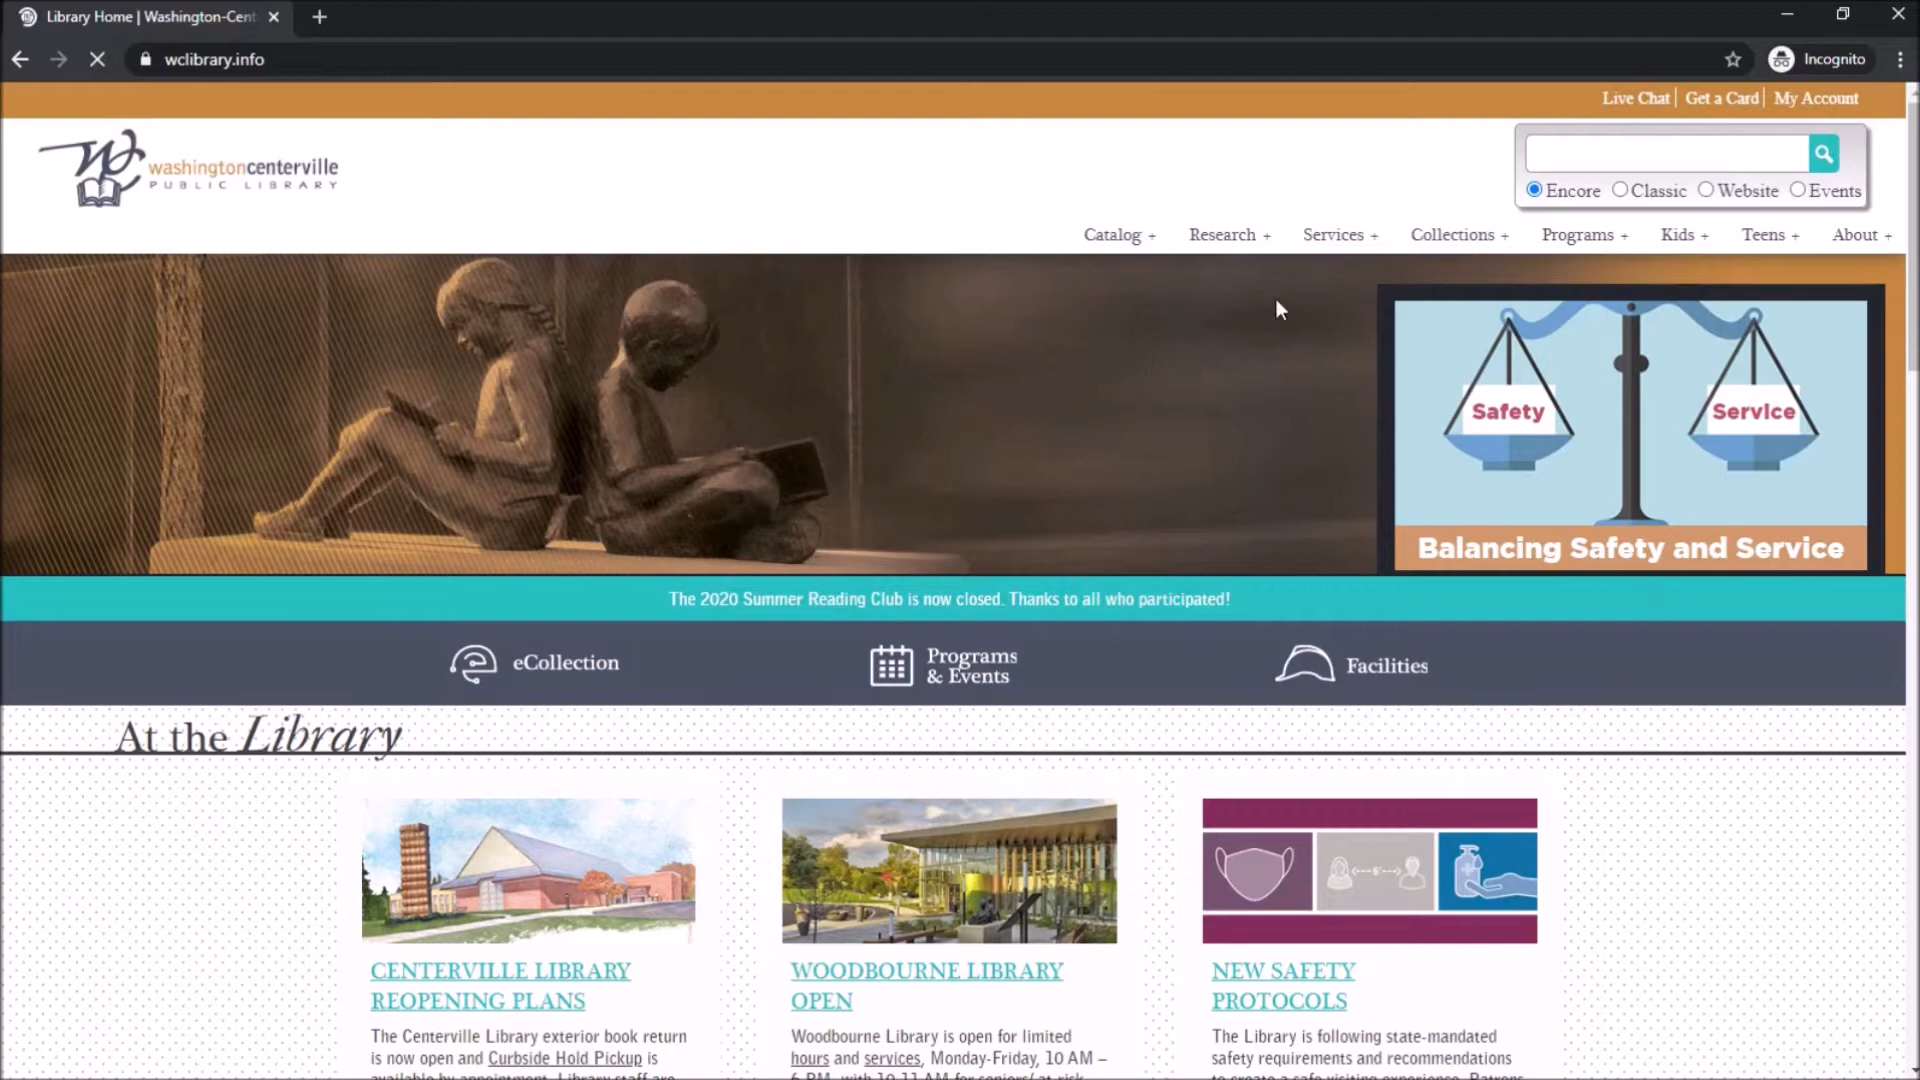 Library Home | Washington-Cent
wclibrary.info
Incognito
Live Chat | Get a Card | My Account
washingtoncenterville
PUBLIC LIBRARY
Encore Classic Website Events
Catalog + Research + Services + Collections + Programs + Kids + Teens + About +
Safety Service
Balancing Safety and Service
The 2020 Summer Reading Club is now closed. Thanks to all who participated!
eCollection
Programs
& Events
Facilities
At the Library
CENTERVILLE LIBRARY
REOPENING PLANS
The Centerville Library exterior book return
is now open and Curbside Hold Pickup is
available by appointment. Library staff are
WOODBOURNE LIBRARY
OPEN
Woodbourne Library is open for limited
hours and services, Monday-Friday, 10 AM –
6 PM, with 10-11 AM for seniors/ at-risk
NEW SAFETY
PROTOCOLS
The Library is following state-mandated
safety requirements and recommendations
to create a safe visiting experience. Patrons